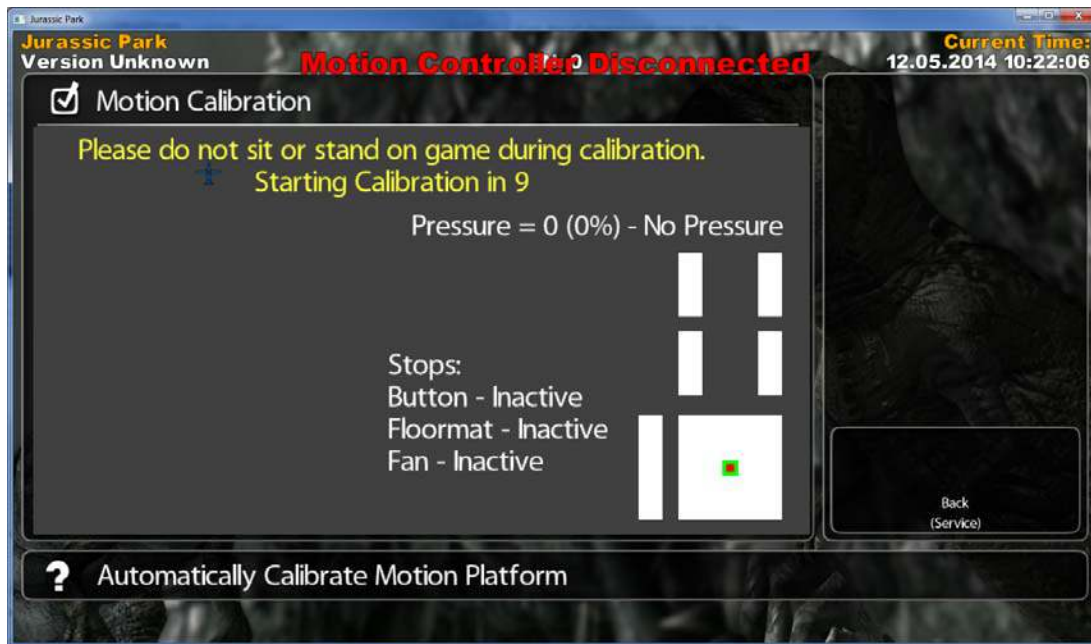 Jurassic Park
Jurassic Park
Version Unknown
Motion Controller Disconnected
Current Time:
12.05.2014 10:22:06
Motion Calibration
Please do not sit or stand on game during calibration.
Starting Calibration in 9
Pressure = 0 (0%) - No Pressure
Stops:
Button - Inactive
Floormat - Inactive
Fan - Inactive
Back
(Service)
? Automatically Calibrate Motion Platform